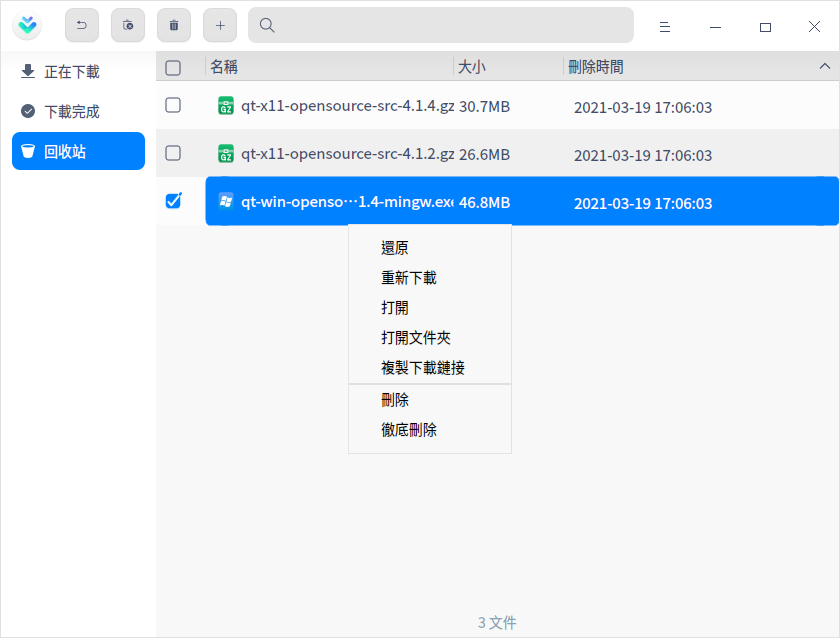 正在下載
下載完成
回收站
名稱 大小 刪除時間
GZ qt-x11-opensource-src-4.1.4.gz 30.7MB 2021-03-19 17:06:03
GZ qt-x11-opensource-src-4.1.2.gz 26.6MB 2021-03-19 17:06:03
qt-win-openso···1.4-mingw.exe 46.8MB 2021-03-19 17:06:03
還原
重新下載
打開
打開文件夾
複製下載鏈接
刪除
徹底刪除
3 文件